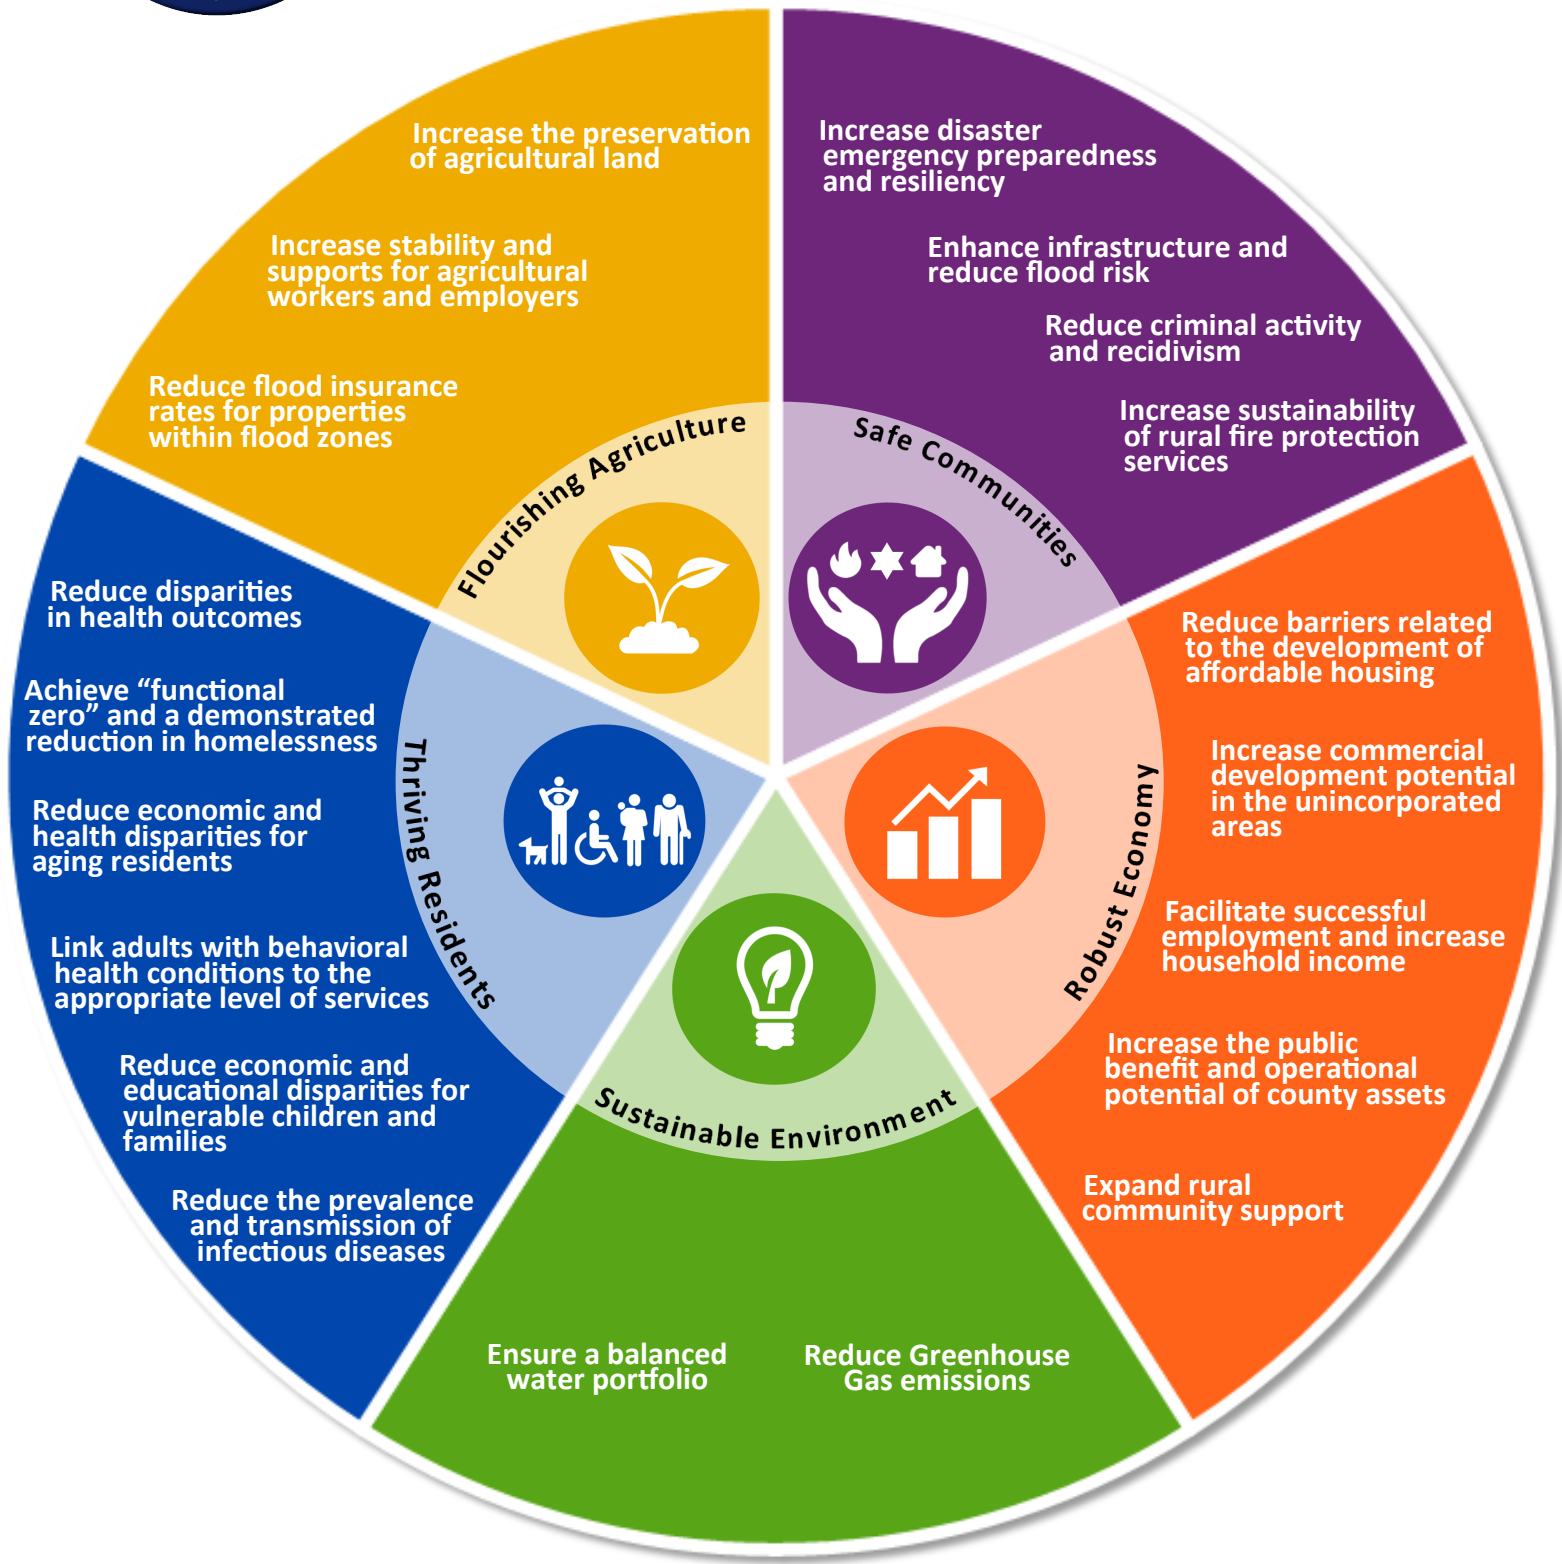 Increase the preservation
of agricultural land
Increase stability and
supports for agricultural
workers and employers
Reduce flood insurance
rates for properties
within flood zones
Flourishing Agriculture
Increase disaster
emergency preparedness
and resiliency
Enhance infrastructure and
reduce flood risk
Reduce criminal activity
and recidivism
Increase sustainability
of rural fire protection
services
Safe Communities
Reduce barriers related
to the development of
affordable housing
Increase commercial
development potential
in the unincorporated
areas
Facilitate successful
employment and increase
household income
Increase the public
benefit and operational
potential of county assets
Expand rural
community support
Robust Economy
Sustainable Environment
Ensure a balanced
water portfolio
Reduce Greenhouse
Gas emissions
Thriving Residents
Reduce disparities
in health outcomes
Achieve “functional
zero” and a demonstrated
reduction in homelessness
Reduce economic and
health disparities for
aging residents
Link adults with behavioral
health conditions to the
appropriate level of services
Reduce economic and
educational disparities for
vulnerable children and
families
Reduce the prevalence
and transmission of
infectious diseases